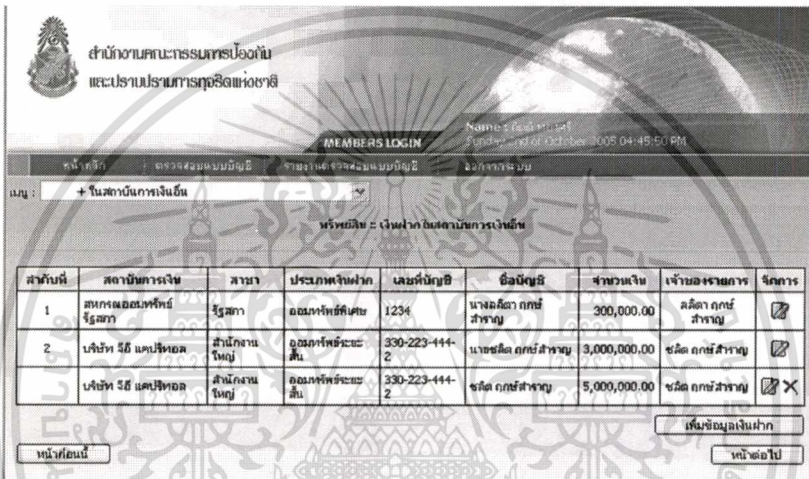 สำนักงานคณะกรรมการป้องกัน
และปราบปรามการทุจริตแห่งชาติ
MEMBERS LOGIN
Name :
Sunday 2nd of October 2005 04:45:50 PM
หน้าหลัก ตรวจสอบแบบบัญชี รายงานตรวจสอบแบบบัญชี ออกจากระบบ
เมนู : + ในสถาบันการเงินอื่น
ทรัพย์สิน :: เงินฝาก ในสถาบันการเงินอื่น
ลำดับที่ สถาบันการเงิน สาขา ประเภทเงินฝาก เลขที่บัญชี ชื่อบัญชี จำนวนเงิน เจ้าของรายการ จัดการ
1 สหกรณ์ออมทรัพย์รัฐสภา รัฐสภา ออมทรัพย์พิเศษ 1234 นางลลิตา ฤกษ์สำราญ 300,000.00 ลลิตา ฤกษ์สำราญ
2 บริษัท วีธี แคปริทอล สำนักงานใหญ่ ออมทรัพย์ระยะสั้น 330-223-444-2 นายชลิต ฤกษ์สำราญ 3,000,000.00 ชลิต ฤกษ์สำราญ
บริษัท วีธี แคปริทอล สำนักงานใหญ่ ออมทรัพย์ระยะสั้น 330-223-444-2 ชลิต ฤกษ์สำราญ 5,000,000.00 ชลิต ฤกษ์สำราญ
เพิ่มข้อมูลเงินฝาก
หน้าก่อนนี้ หน้าต่อไป